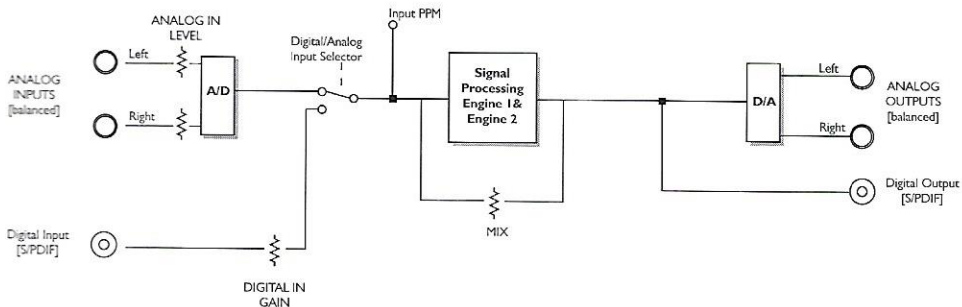 ANALOG IN
LEVEL
Input PPM
Digital/Analog
Input Selector
Left
ANALOG
INPUTS
[balanced]
A/D
Right
Signal
Processing
Engine 1&
Engine 2
D/A
Left
Right
ANALOG
OUTPUTS
[balanced]
Digital Output
[S/PDIF]
MIX
Digital Input
[S/PDIF]
DIGITAL IN
GAIN